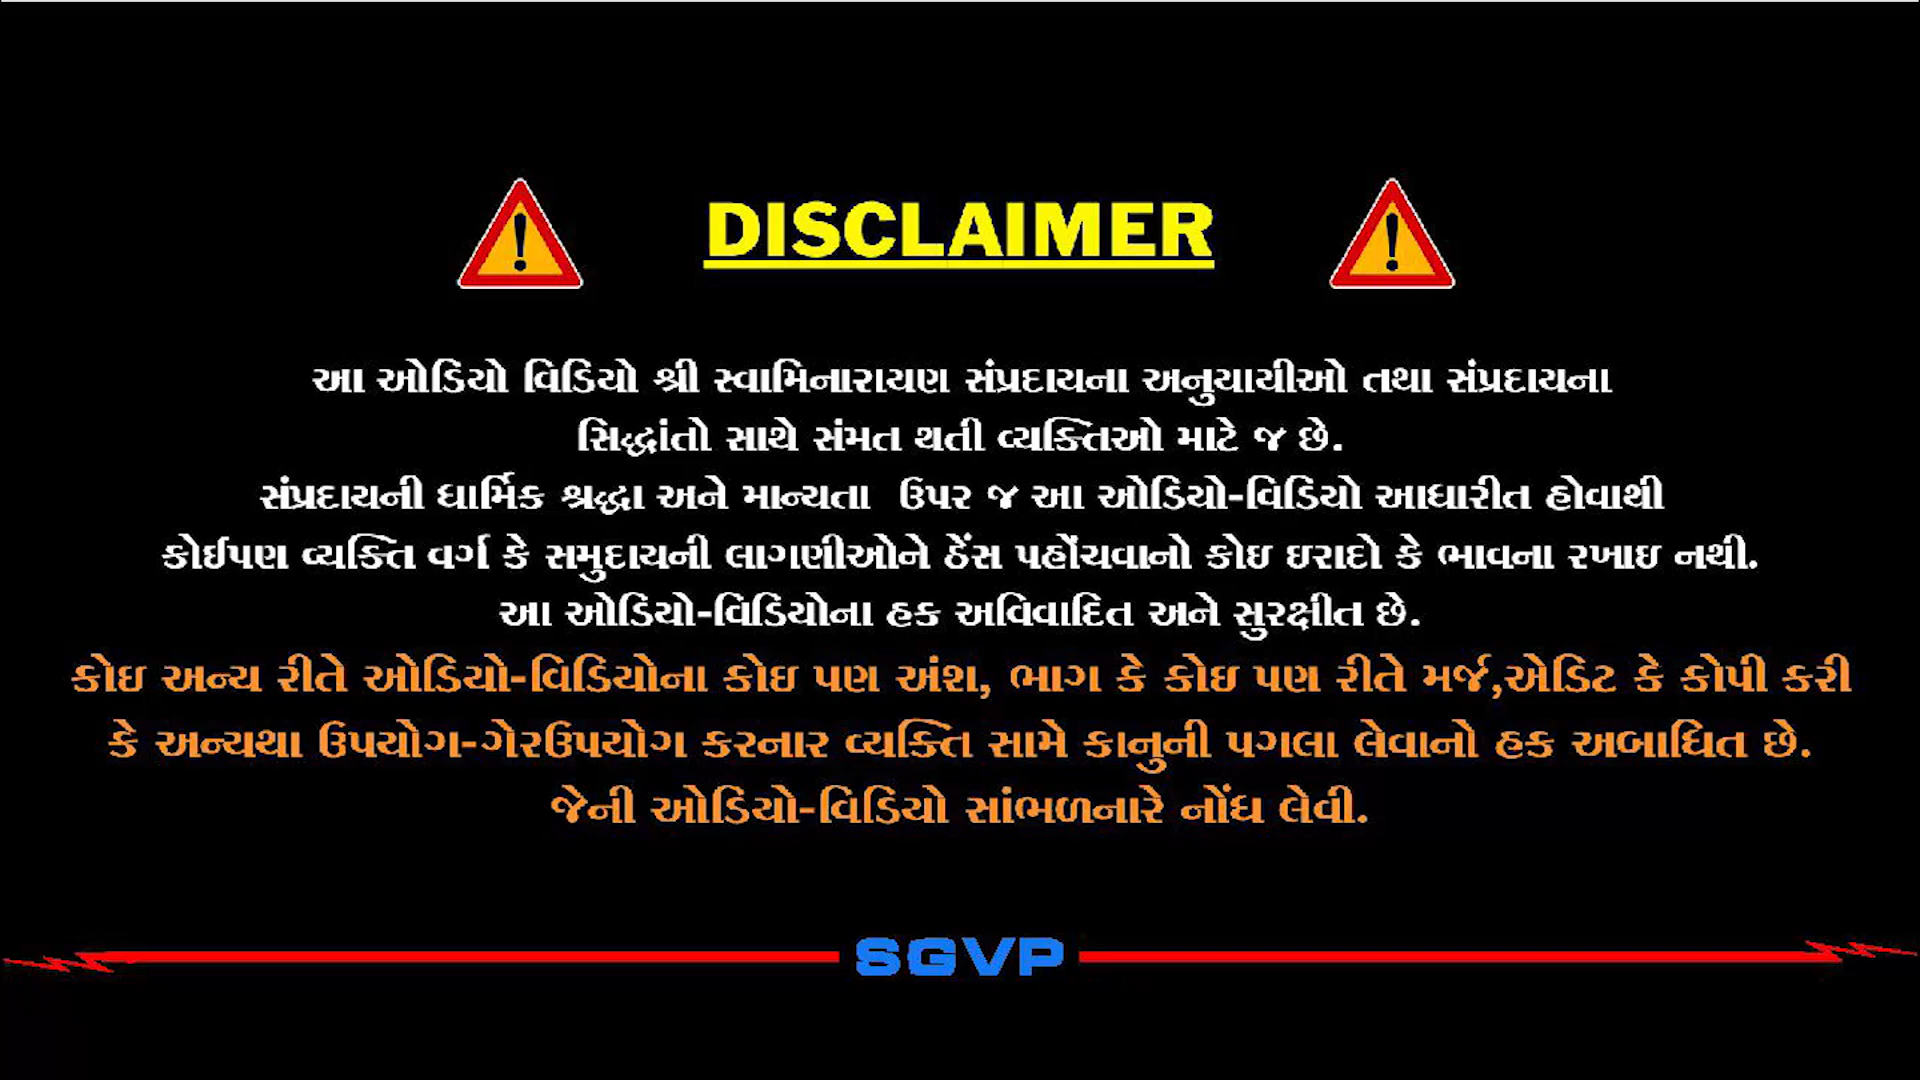 DISCLAIMER
આ ઓડિયો વિડિયો શ્રી સ્વામિનારાયણ સંપ્રદાયના અનુયાયીઓ તથા સંપ્રદાયના
સિદ્ધાંતો સાથે સંમત થતી વ્યક્તિઓ માટે જ છે.
સંપ્રદાયની ધાર્મિક શ્રદ્ધા અને માન્યતા ઉપર જ આ ઓડિયો-વિડિયો આધારીત હોવાથી
કોઈપણ વ્યક્તિ વર્ગ કે સમુદાયની લાગણીઓને ઠેંસ પહોંચવાનો કોઇ ઇરાદો કે ભાવના રખાઇ નથી.
આ ઓડિયો-વિડિયોના હક અવિવાદિત અને સુરક્ષીત છે.
કોઇ અન્ય રીતે ઓડિયો-વિડિયોના કોઇ પણ અંશ, ભાગ કે કોઇ પણ રીતે મર્જ,એડિટ કે કોપી કરી
કે અન્યથા ઉપયોગ-ગેરઉપયોગ કરનાર વ્યક્તિ સામે કાનુની પગલા લેવાનો હક અબાધિત છે.
જેની ઓડિયો-વિડિયો સાંભળનારે નોંધ લેવી.
SGVP